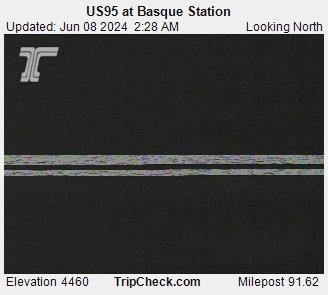 US95 at Basque Station
Updated: Jun 08 2024 2:28 AM Looking North
Elevation 4460 TripCheck.com Milepost 91.62